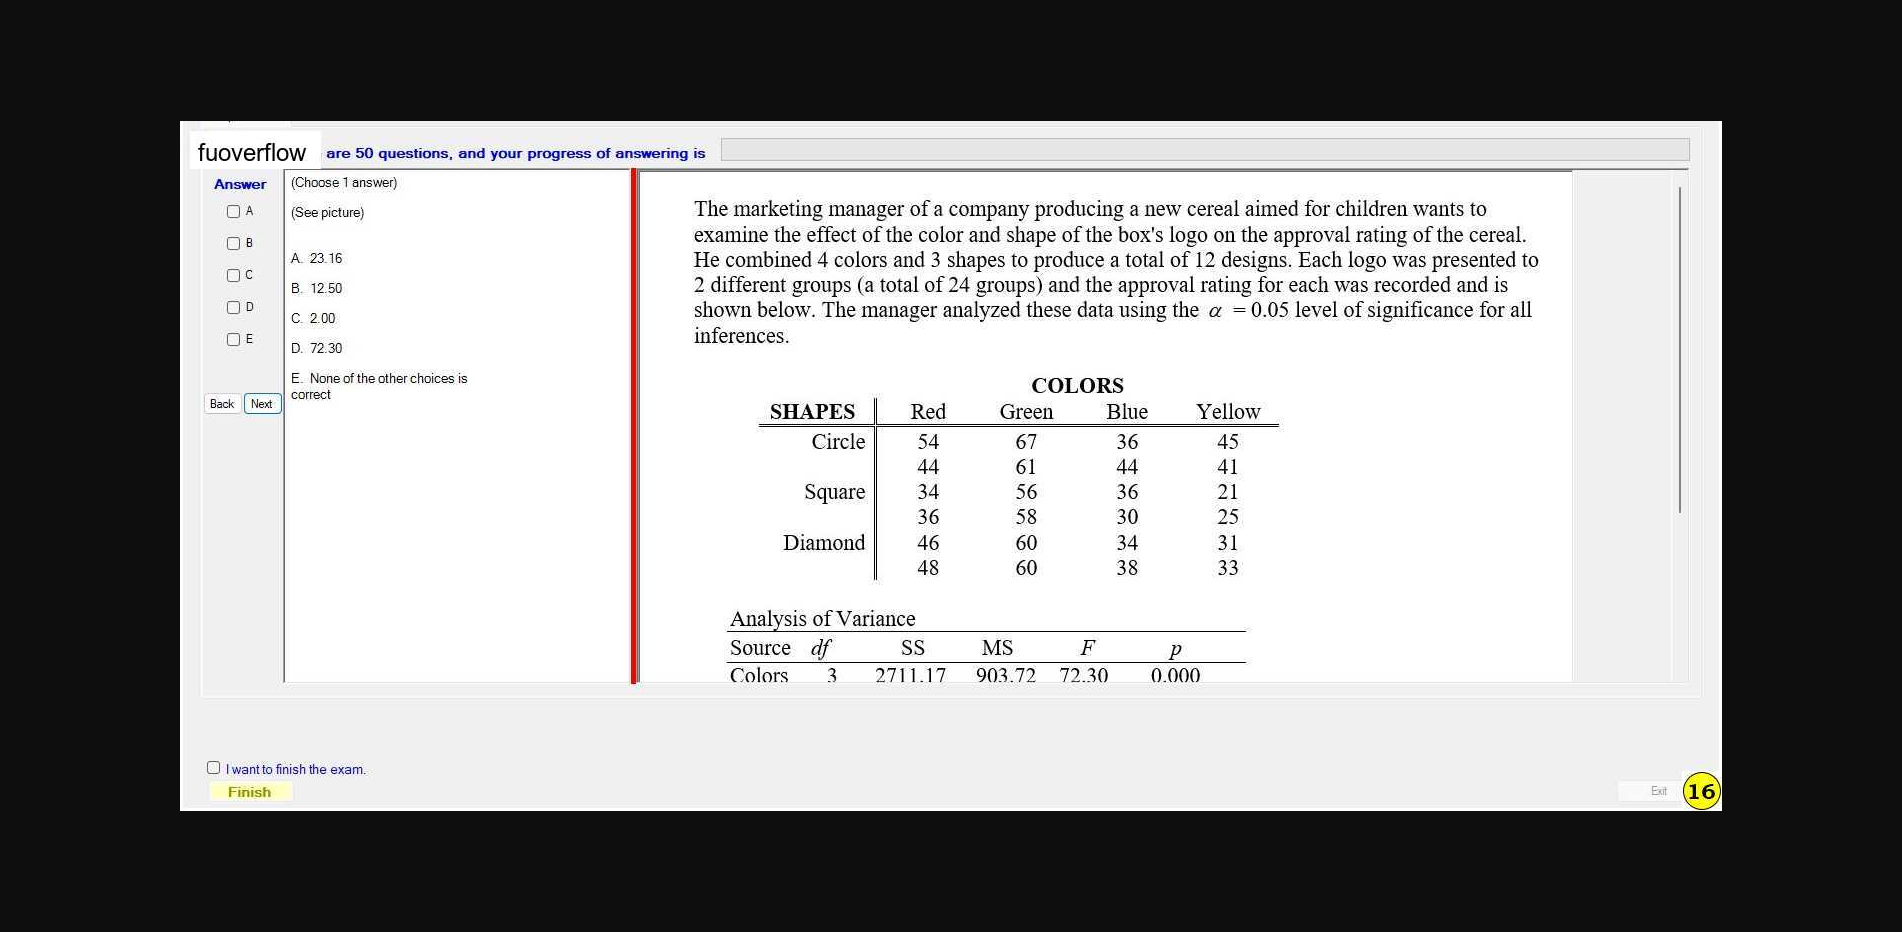 fuoverflow are 50 questions, and your progress of answering is
Answer
A
B
C
D
E
Back Next
(Choose 1 answer)
(See picture)
A. 23.16
B. 12.50
C. 2.00
D. 72.30
E. None of the other choices is
correct
The marketing manager of a company producing a new cereal aimed for children wants to
examine the effect of the color and shape of the box's logo on the approval rating of the cereal.
He combined 4 colors and 3 shapes to produce a total of 12 designs. Each logo was presented to
2 different groups (a total of 24 groups) and the approval rating for each was recorded and is
shown below. The manager analyzed these data using the α = 0.05 level of significance for all
inferences.
COLORS
SHAPES Red Green Blue Yellow
Circle 54 67 36 45
44 61 44 41
Square 34 56 36 21
36 58 30 25
Diamond 46 60 34 31
48 60 38 33
Analysis of Variance
Source df SS MS F p
Colors 3 2711.17 903.72 72.30 0.000
I want to finish the exam.
Finish
Exit 16